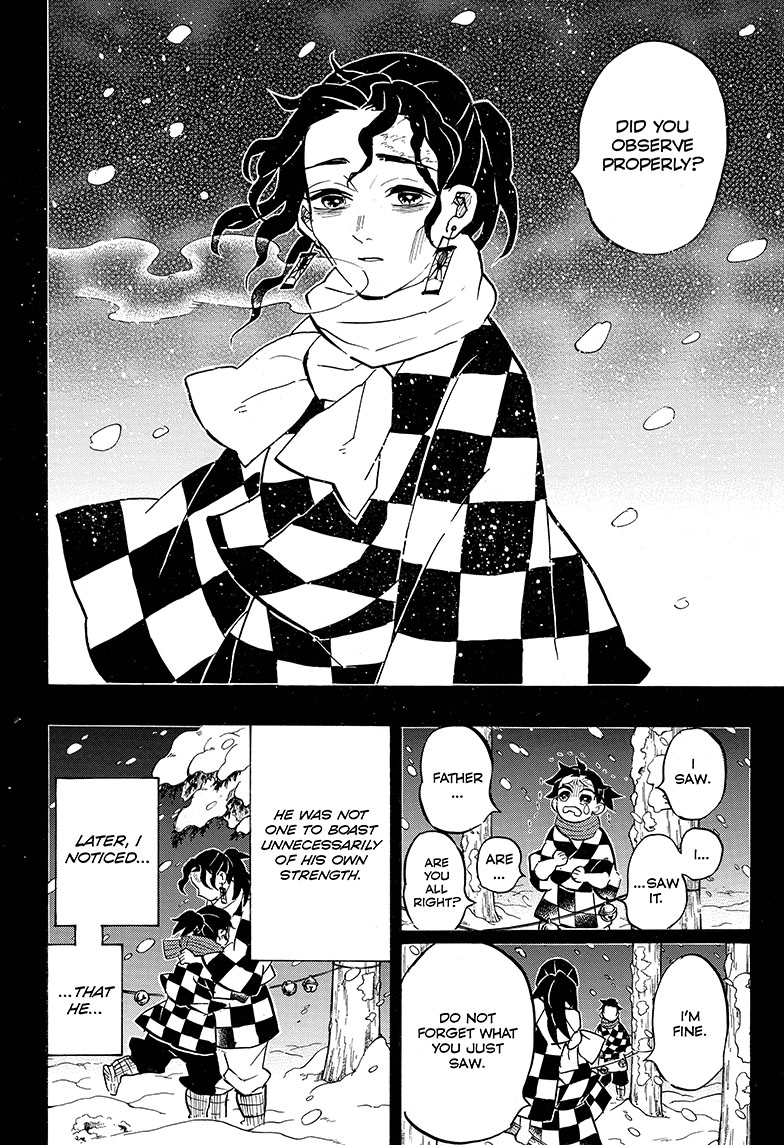 DID YOU
OBSERVE
PROPERLY?
I
SAW.
I...
...SAW
IT.
FATHER
...
ARE
...
ARE
YOU
ALL
RIGHT?
I'M
FINE.
DO NOT
FORGET WHAT
YOU JUST
SAW.
HE WAS NOT
ONE TO BOAST
UNNECESSARILY
OF HIS OWN
STRENGTH.
LATER, I
NOTICED...
...THAT
HE...